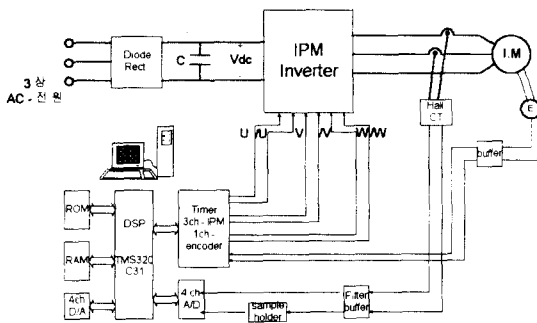 Diode
Rect
C
Vdc
IPM
Inverter
I.M
E
3 상
AC - 전 원
Hall
CT
buffer
U
V
W
ROM
RAM
4ch
D/A
DSP
TMS320
C31
Timer
3ch - IPM
1ch -
encoder
4 ch
A/D
sample
holder
Filter
buffer